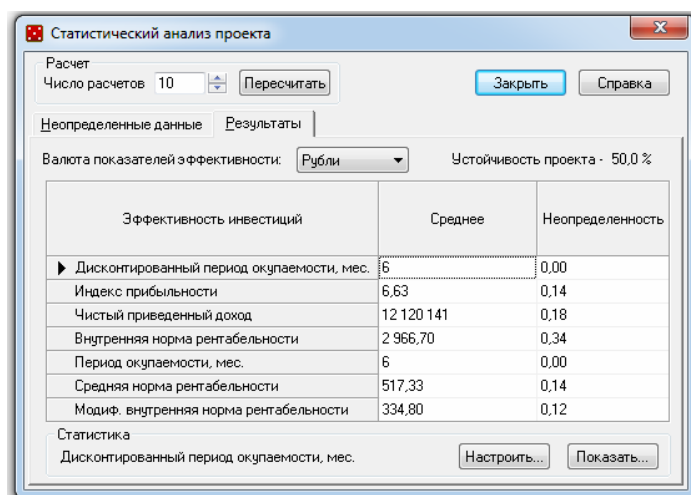 Статистический анализ проекта
Расчет
Число расчетов 10 Пересчитать Закрыть Справка
Неопределенные данные Результаты
Валюта показателей эффективности: Рубли Устойчивость проекта - 50,0 %
Эффективность инвестиций Среднее Неопределенность
Дисконтированный период окупаемости, мес. 6 0,00
Индекс прибыльности 6,63 0,14
Чистый приведенный доход 12 120 141 0,18
Внутренняя норма рентабельности 2 966,70 0,34
Период окупаемости, мес. 6 0,00
Средняя норма рентабельности 517,33 0,14
Модиф. внутренняя норма рентабельности 334,80 0,12
Статистика
Дисконтированный период окупаемости, мес. Настроить... Показать...